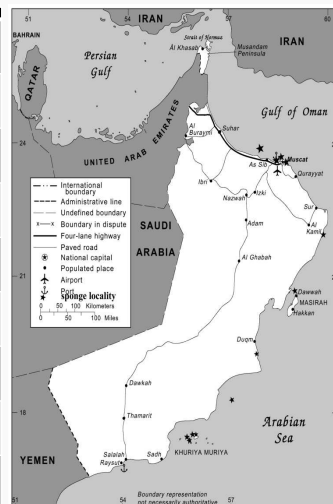 IRAN
IRAN
BAHRAIN
Strait of Hormuz
Al Khasab
Musandam
Peninsula
Persian
Gulf
QATAR
Gulf of Oman
UNITED ARAB EMIRATES
Al
Buraymi
Suhar
As Sib
Muscat
Ibri
Nazwah
Izki
Qurayyat
Sur
Al
Kamil
Adam
SAUDI
ARABIA
Al Ghabah
Dawwah
MASIRAH
Hakkan
Duqm
International
boundary
Administrative line
Undefined boundary
Boundary in dispute
Four-lane highway
Paved road
National capital
Populated place
Airport
Port
sponge locality
0 50 100 Kilometers
0 50 100 Miles
Dawkah
Thamarit
Salalah
Raysut
Sadh
KHURIYA MURIYA
Arabian
Sea
YEMEN
Boundary representation
not necessarily authoritative
51
54
57
60
24
21
18
51
54
57